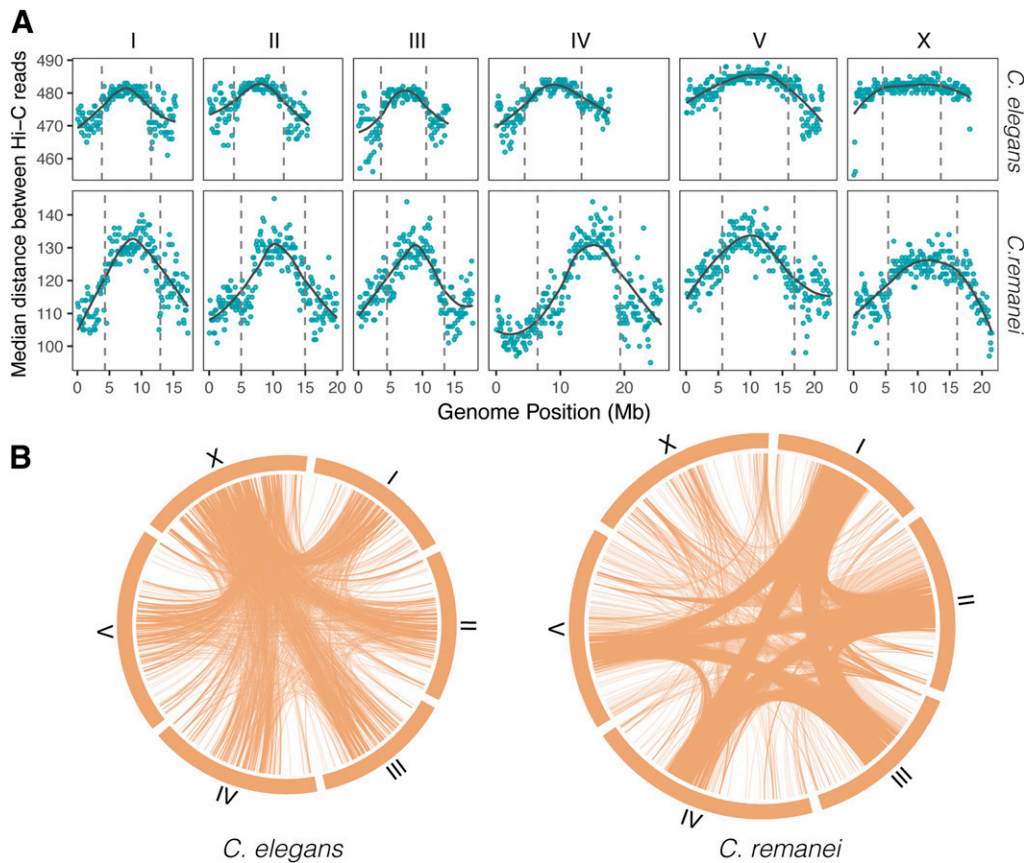 A
I II III IV V X
Median distance between Hi-C reads
490
480
470
460
C. elegans
140
130
120
110
100
C.remanei
0 5 10 15 0 5 10 15 20 0 5 10 15 0 10 20 0 5 10 15 20 0 5 10 15 20
Genome Position (Mb)
B
X I II III IV V
X I II III IV V
C. elegans C. remanei